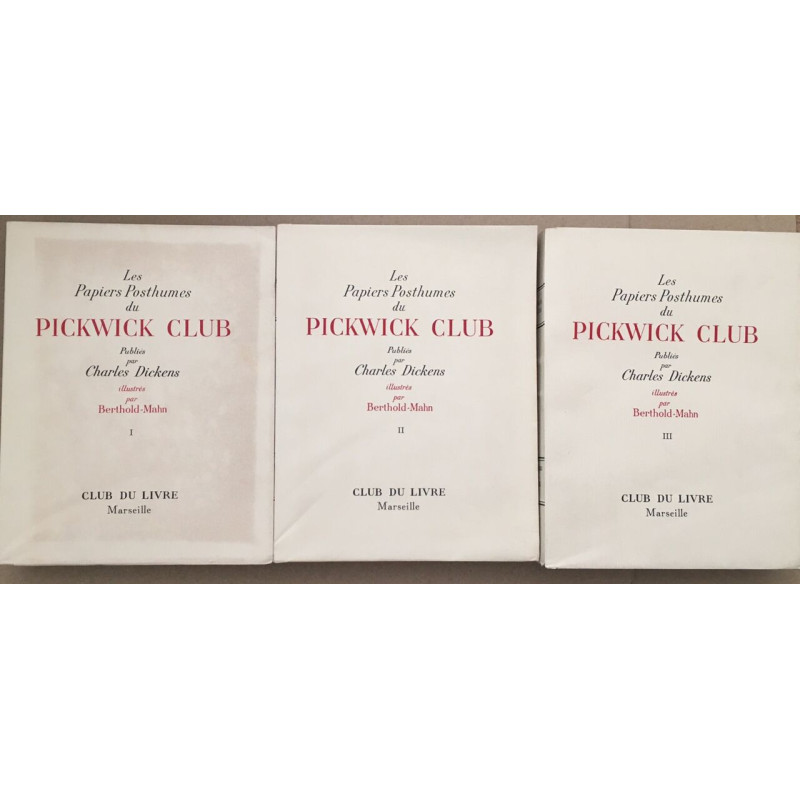 Les
Papiers Posthumes
du
PICKWICK CLUB
Publiés
par
Charles Dickens
illustrés
par
Berthold-Mahn
I
CLUB DU LIVRE
Marseille
Les
Papiers Posthumes
du
PICKWICK CLUB
Publiés
par
Charles Dickens
illustrés
par
Berthold-Mahn
II
CLUB DU LIVRE
Marseille
Les
Papiers Posthumes
du
PICKWICK CLUB
Publiés
par
Charles Dickens
illustrés
par
Berthold-Mahn
III
CLUB DU LIVRE
Marseille